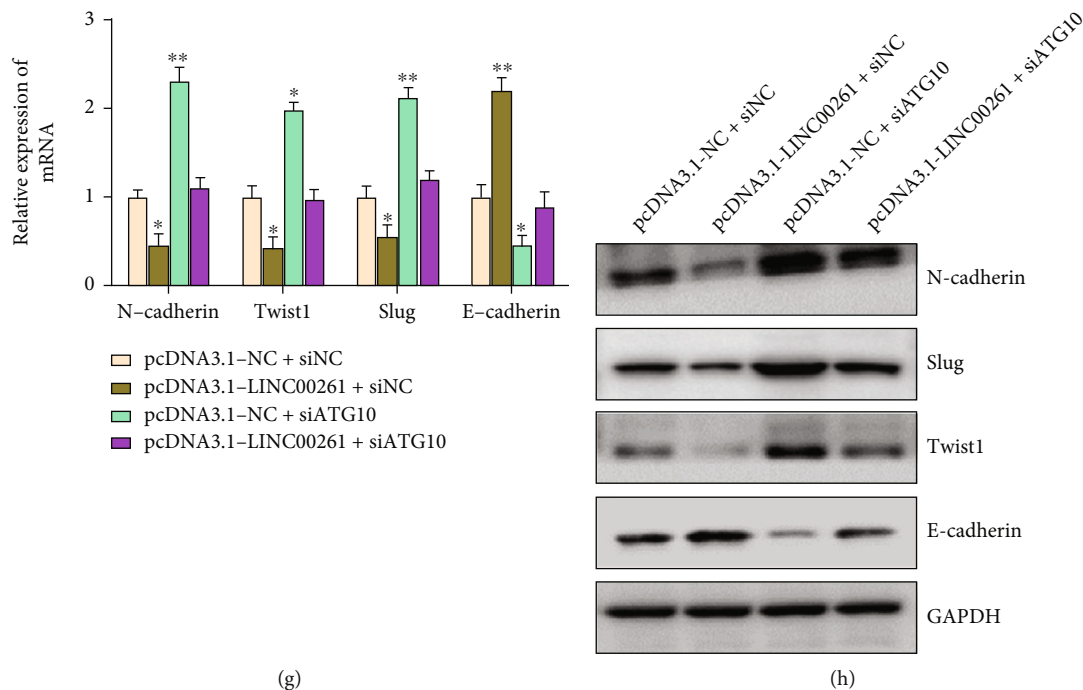 Relative expression of
mRNA
3
2
1
0
**
*
*
*
**
*
**
*
N–cadherin
Twist1
Slug
E–cadherin
pcDNA3.1–NC + siNC
pcDNA3.1–LINC00261 + siNC
pcDNA3.1–NC + siATG10
pcDNA3.1–LINC00261 + siATG10
(g)
pcDNA3.1-NC + siNC
pcDNA3.1-LINC00261 + siNC
pcDNA3.1-NC + siATG10
pcDNA3.1-LINC00261 + siATG10
N-cadherin
Slug
Twist1
E-cadherin
GAPDH
(h)